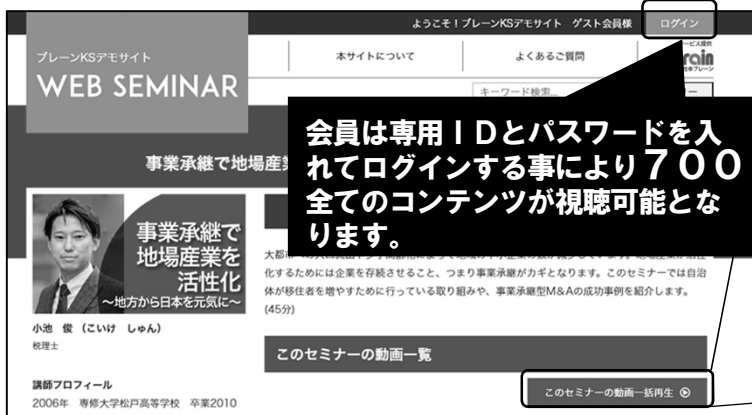 ようこそ！ブレーンKSデモサイト ゲスト会員様 ログイン
ブレーンKSデモサイト
WEB SEMINAR
本サイトについて
よくあるご質問
キーワード検索...
会員は専用ＩＤとパスワードを入
れてログインする事により７００
全てのコンテンツが視聴可能とな
ります。
事業承継で地場産
事業承継で
地場産業を
活性化
～地方から日本を元気に～
化するためには企業を存続させること、つまり事業承継がカギとなります。このセミナーでは自治
体が移住者を増やすために行っている取り組みや、事業承継型M&Aの成功事例を紹介します。
(45分)
小池 俊 （こいけ しゅん）
税理士
このセミナーの動画一覧
このセミナーの動画一括再生
講師プロフィール
2006年 専修大学松戸高等学校 卒業2010